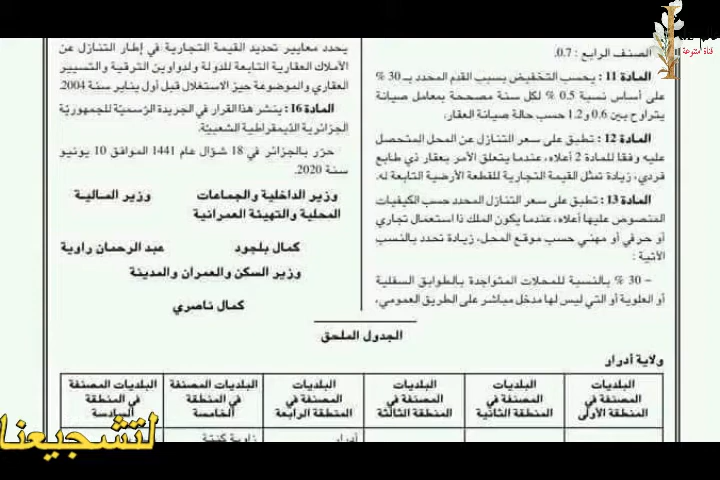 قناة متنوعة
الصنف الرابع : 0.7.
المادة 11 : يحسب التخفيض بسبب القدم المحدد بـ 30 %
على أساس نسبة 0.5 % لكل سنة مصححة بمعامل صيانة
يتراوح بين 0.6 و1.2 حسب حالة صيانة العقار.
المادة 12 : تطبق على سعر التنازل عن المحل المتحصل
عليه وفقا للمادة 2 أعلاه، عندما يتعلق الأمر بعقار ذي طابع
فردي، زيادة تمثل القيمة التجارية للقطعة الأرضية التابعة له.
المادة 13 : تطبق على سعر التنازل المحدد حسب الكيفيات
المنصوص عليها أعلاه، عندما يكون الملك ذا استعمال تجاري
أو حرفي أو مهني حسب موقع المحل، زيادة تحدد بالنسب
الآتية :
– 30 % بالنسبة للمحلات المتواجدة بالطوابق السفلية
أو العلوية أو التي ليس لها مدخل مباشر على الطريق العمومي،
يحدد معايير تحديد القيمة التجارية في إطار التنازل عن
الأملاك العقارية التابعة للدولة ولدواوين الترقية والتسيير
العقاري والموضوعة حيز الاستغلال قبل أول يناير سنة 2004.
المادة 16 : ينشر هذا القرار في الجريدة الرسمية للجمهورية
الجزائرية الديمقراطية الشعبية.
حرر بالجزائر في 18 شوال عام 1441 الموافق 10 يونيو
سنة 2020.
وزير الداخلية والجماعات المحلية والتهيئة العمرانية
وزير المالية
كمال بلجود
عبد الرحمان راوية
وزير السكن والعمران والمدينة
كمال ناصري
الجدول الملحق
ولاية أدرار
البلديات المصنفة في المنطقة الأولى
البلديات المصنفة في المنطقة الثانية
البلديات المصنفة في المنطقة الثالثة
البلديات المصنفة في المنطقة الرابعة
البلديات المصنفة في المنطقة الخامسة
البلديات المصنفة في المنطقة السادسة
أدرار
زاوية كنتة
لتشجيعنا